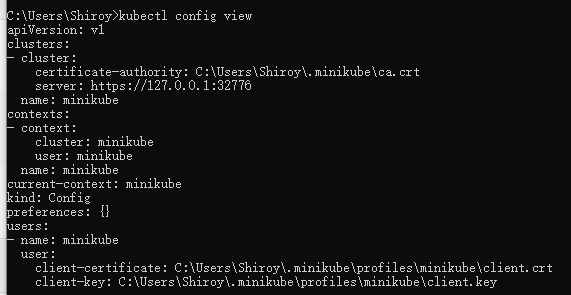 C:\Users\Shiroy>kubectl config view
apiVersion: v1
clusters:
- cluster:
    certificate-authority: C:\Users\Shiroy\.minikube\ca.crt
    server: https://127.0.0.1:32776
  name: minikube
contexts:
- context:
    cluster: minikube
    user: minikube
  name: minikube
current-context: minikube
kind: Config
preferences: {}
users:
- name: minikube
  user:
    client-certificate: C:\Users\Shiroy\.minikube\profiles\minikube\client.crt
    client-key: C:\Users\Shiroy\.minikube\profiles\minikube\client.key